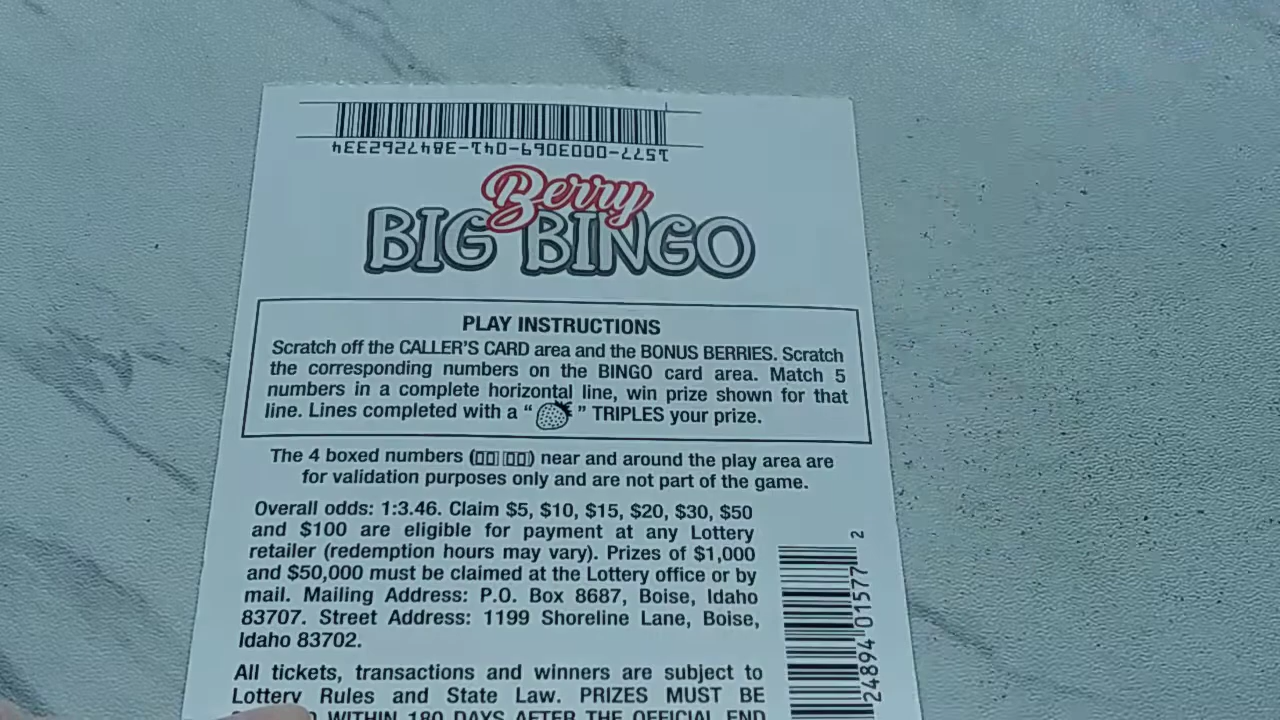 1577-0003069-041-3847262334
Berry
BIG BINGO
PLAY INSTRUCTIONS
Scratch off the CALLER'S CARD area and the BONUS BERRIES. Scratch
the corresponding numbers on the BINGO card area. Match 5
numbers in a complete horizontal line, win prize shown for that
line. Lines completed with a “ ” TRIPLES your prize.
The 4 boxed numbers (▯▯ ▯▯) near and around the play area are
for validation purposes only and are not part of the game.
Overall odds: 1:3.46. Claim $5, $10, $15, $20, $30, $50
and $100 are eligible for payment at any Lottery
retailer (redemption hours may vary). Prizes of $1,000
and $50,000 must be claimed at the Lottery office or by
mail. Mailing Address: P.O. Box 8687, Boise, Idaho
83707. Street Address: 1199 Shoreline Lane, Boise,
Idaho 83702.
All tickets, transactions and winners are subject to
Lottery Rules and State Law. PRIZES MUST BE
WITHIN 180 DAYS AFTER THE OFFICIAL END
24894 01577 2